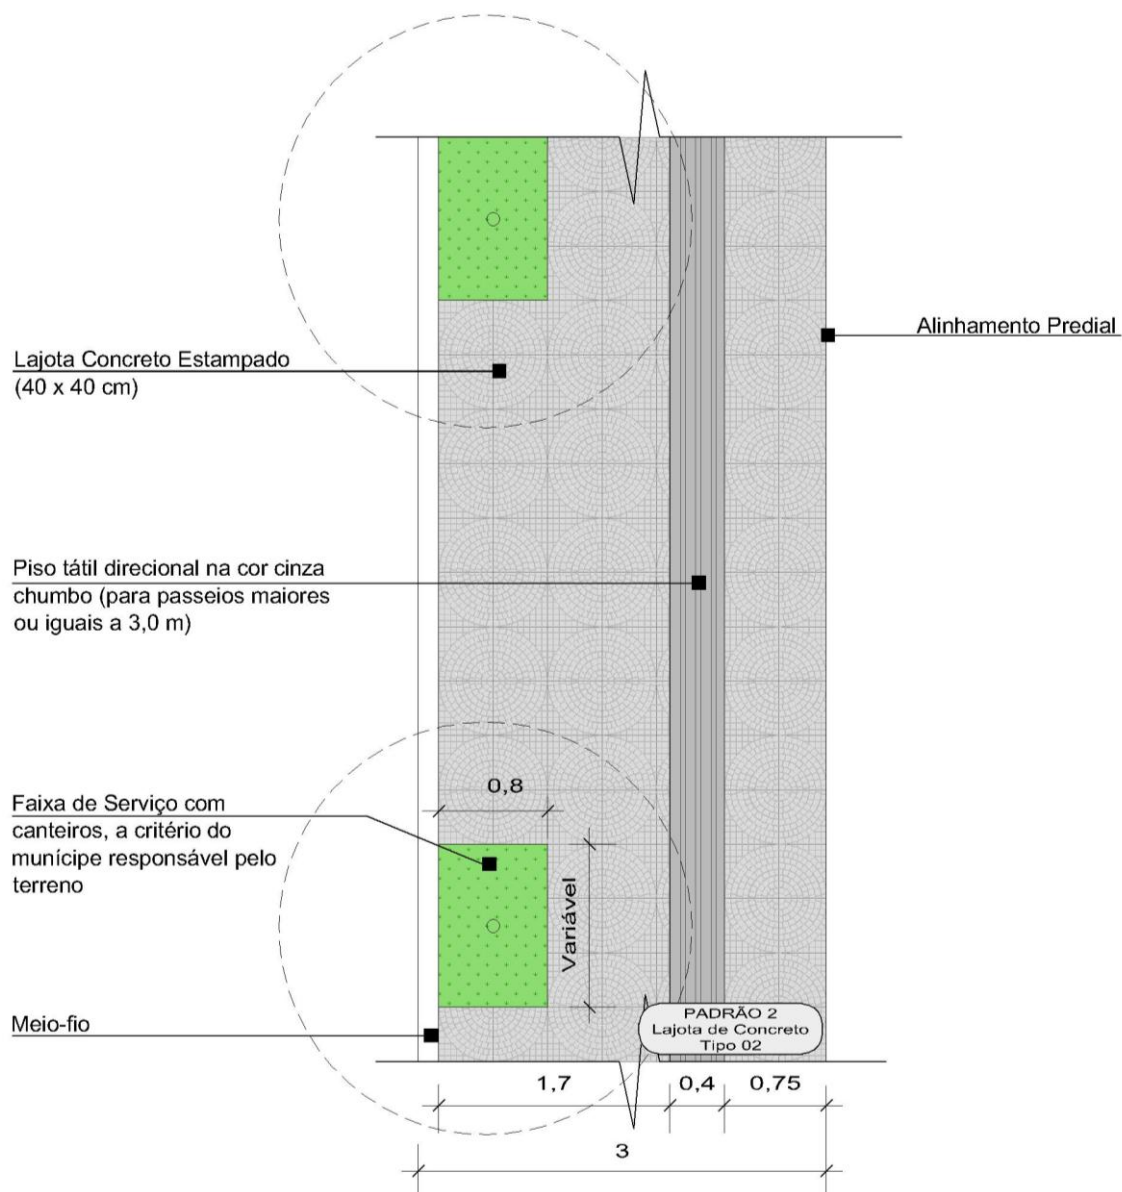 Alinhamento Predial
Lajota Concreto Estampado
(40 x 40 cm)
Piso tátil direcional na cor cinza
chumbo (para passeios maiores
ou iguais a 3,0 m)
0,8
Faixa de Serviço com
canteiros, a critério do
munícipe responsável pelo
terreno
Variável
Meio-fio
PADRÃO 2
Lajota de Concreto
Tipo 02
1,7
0,4
0,75
3